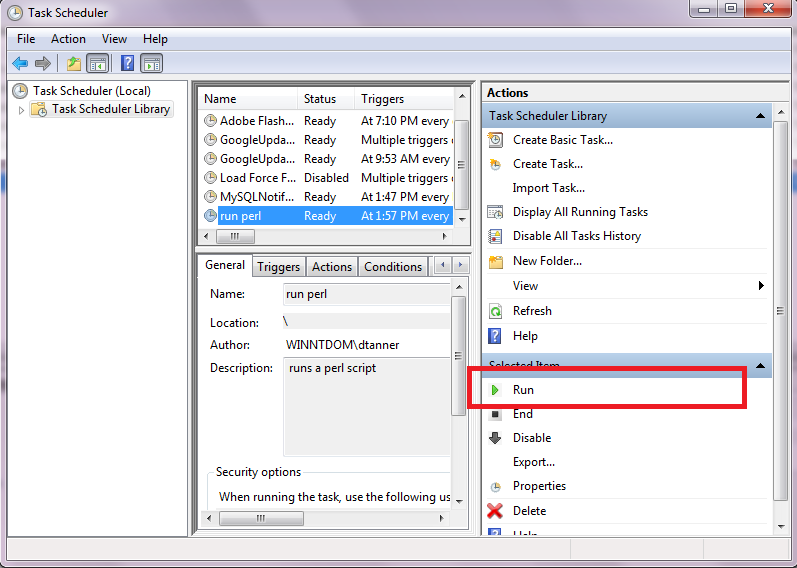 Task Scheduler
File Action View Help
Task Scheduler (Local)
Task Scheduler Library
Name Status Triggers
Adobe Flash... Ready At 7:10 PM every
GoogleUpda... Ready Multiple triggers
GoogleUpda... Ready At 9:53 AM every
Load Force F... Disabled Multiple triggers
MySQLNotif... Ready At 1:47 PM every
run perl Ready At 1:57 PM every
General Triggers Actions Conditions
Name: run perl
Location: \
Author: WINNTDOM\dtanner
Description: runs a perl script
Security options
When running the task, use the following us
Actions
Task Scheduler Library
Create Basic Task...
Create Task...
Import Task...
Display All Running Tasks
Disable All Tasks History
New Folder...
View
Refresh
Help
Selected Item
Run
End
Disable
Export...
Properties
Delete
Help